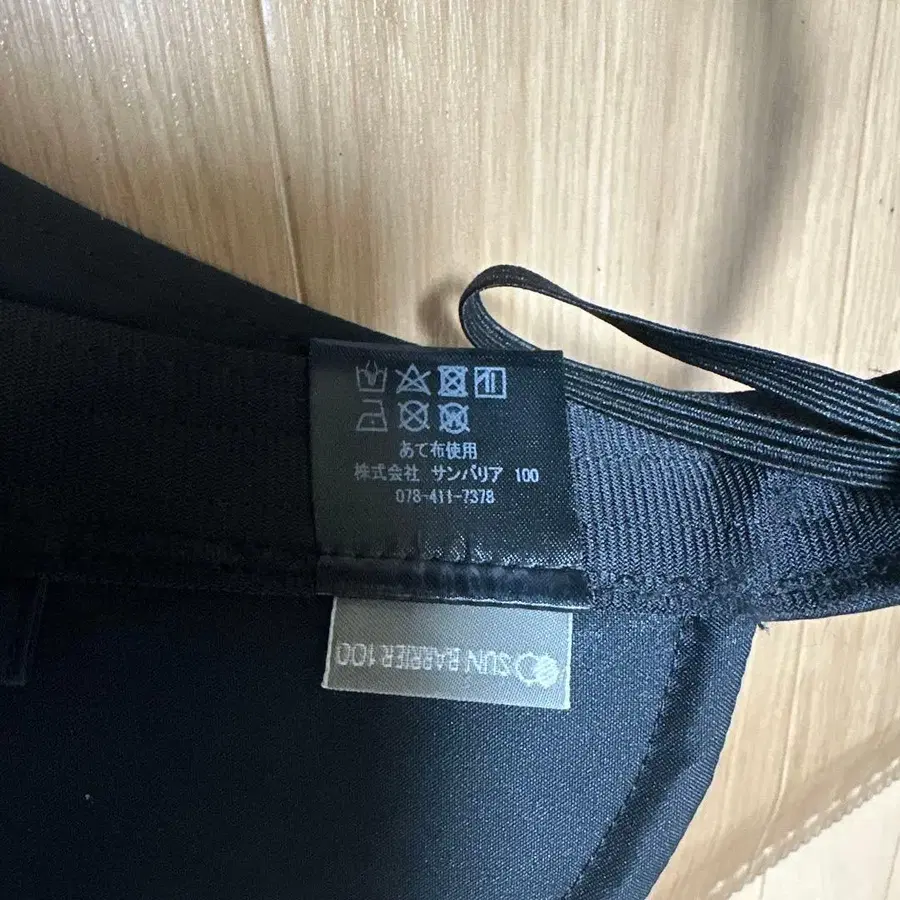 あて布使用
株式会社 サンバリア 100
078-411-7378
SUN BARRIER 100